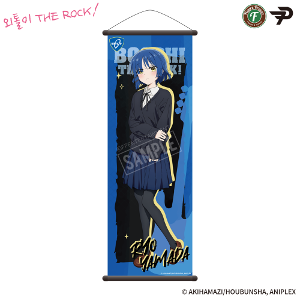 외톨이 THE ROCK!
BOCCHI
THE ROCK!
SAMPLE
RYO
YAMADA
© AKIHAMAZI/HOUBUNSHA, ANIPLEX